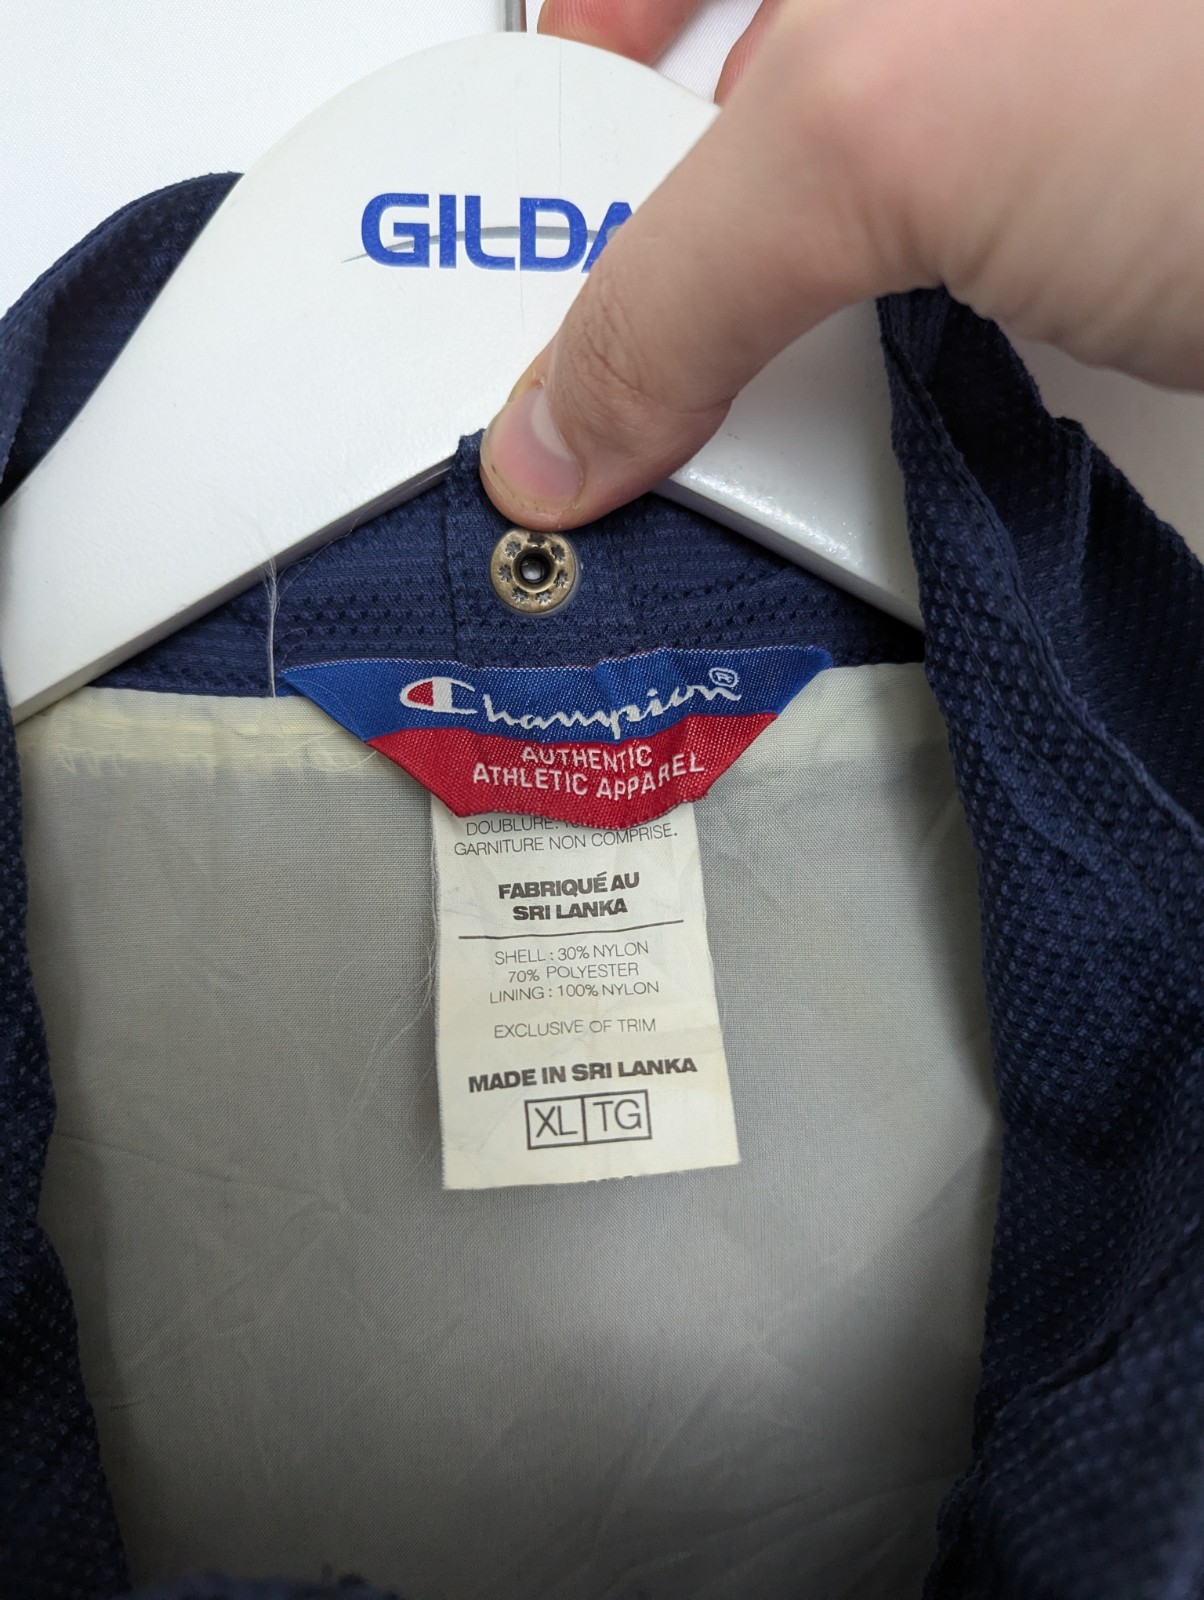 GILDA
Champion®
AUTHENTIC
ATHLETIC APPAREL
DOUBLURE:
GARNITURE NON COMPRISE.
FABRIQUÉ AU
SRI LANKA
SHELL : 30% NYLON
70% POLYESTER
LINING : 100% NYLON
EXCLUSIVE OF TRIM
MADE IN SRI LANKA
XL TG